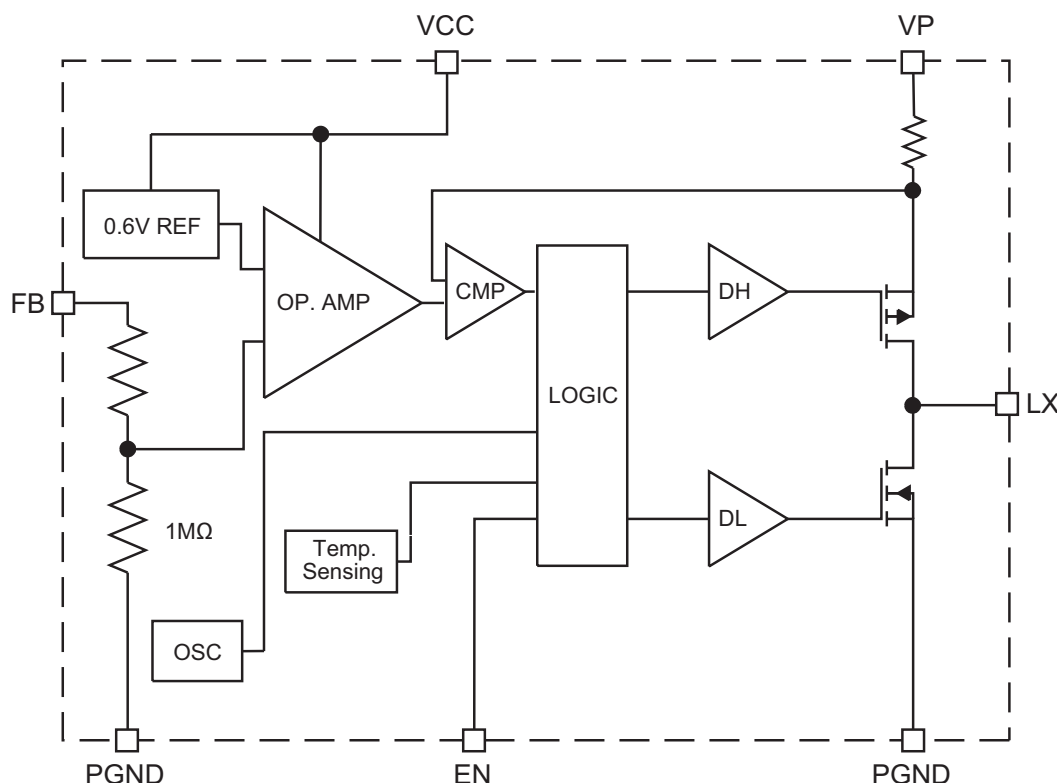 VCC
VP
0.6V REF
FB
OP. AMP
CMP
DH
LOGIC
LX
1MΩ
Temp.
Sensing
DL
OSC
PGND
EN
PGND